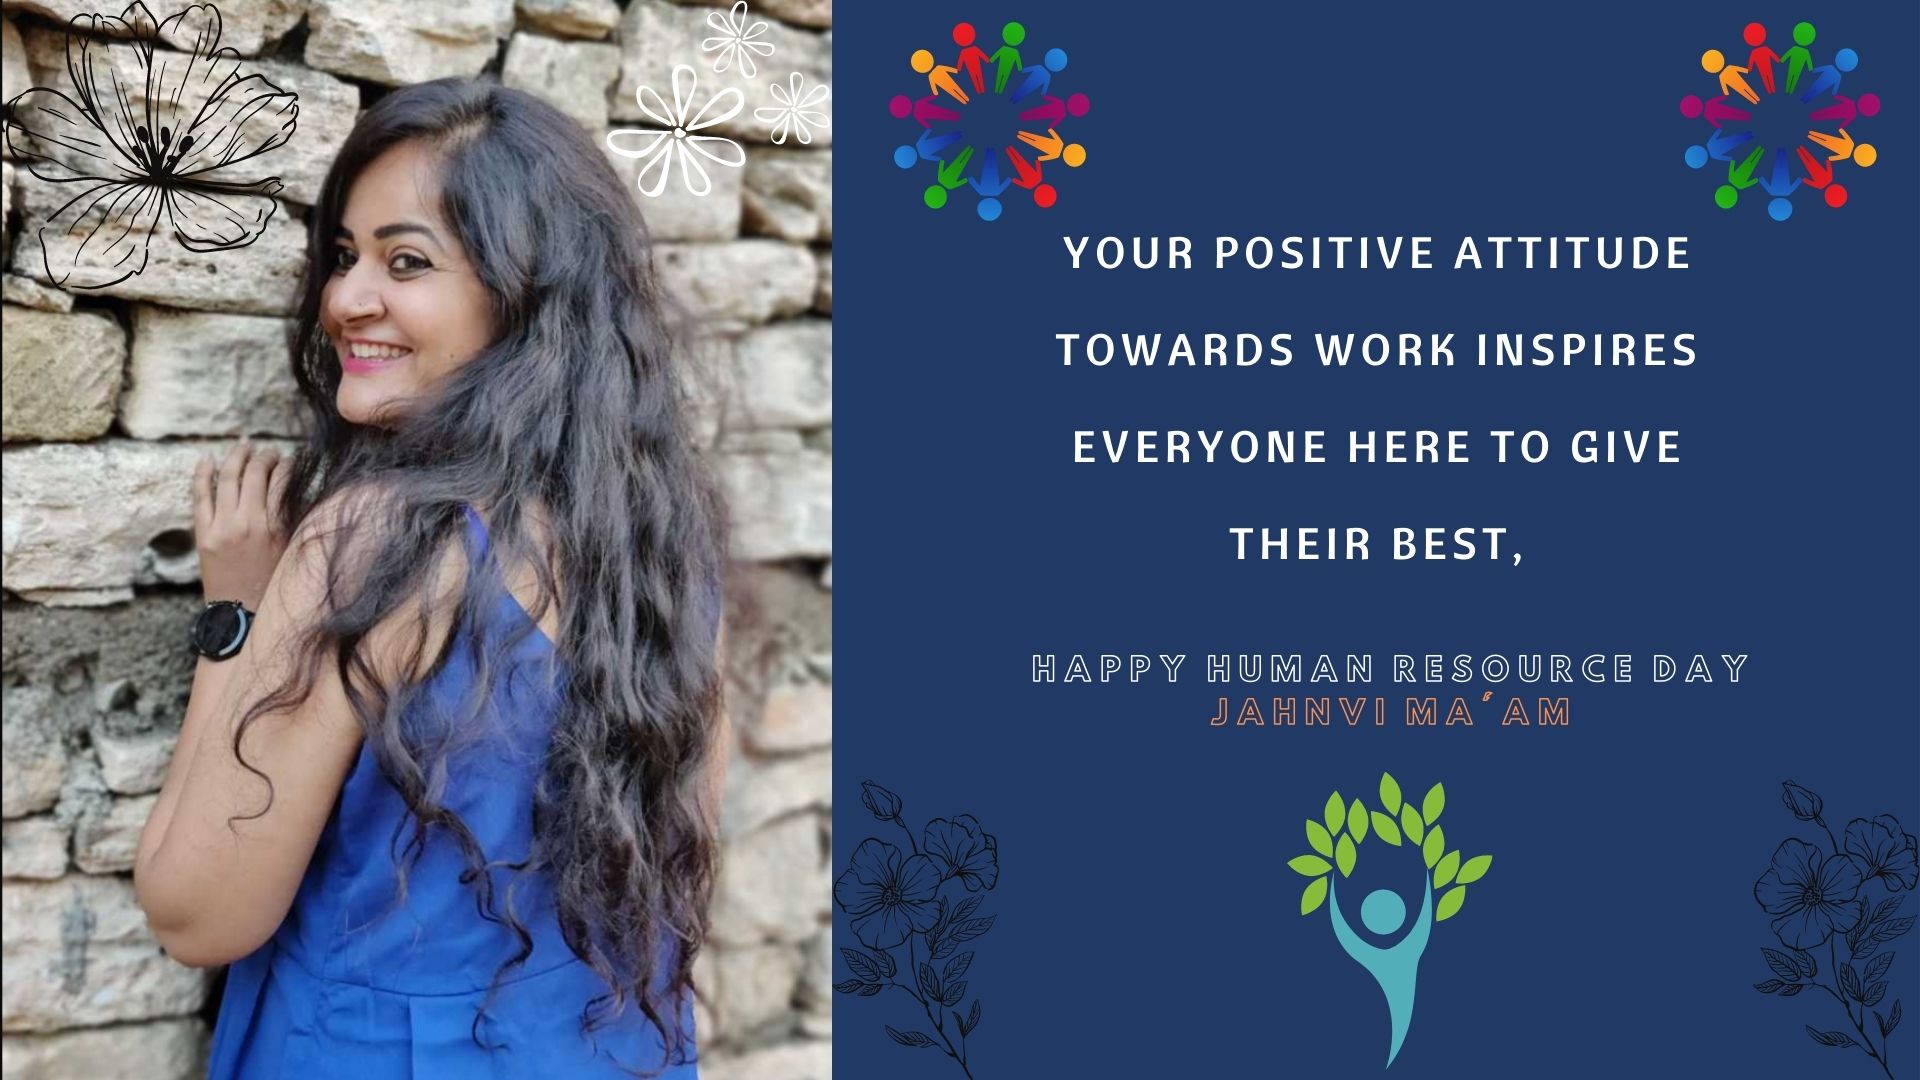 YOUR POSITIVE ATTITUDE
TOWARDS WORK INSPIRES
EVERYONE HERE TO GIVE
THEIR BEST,
HAPPY HUMAN RESOURCE DAY
JAHNVI MA'AM